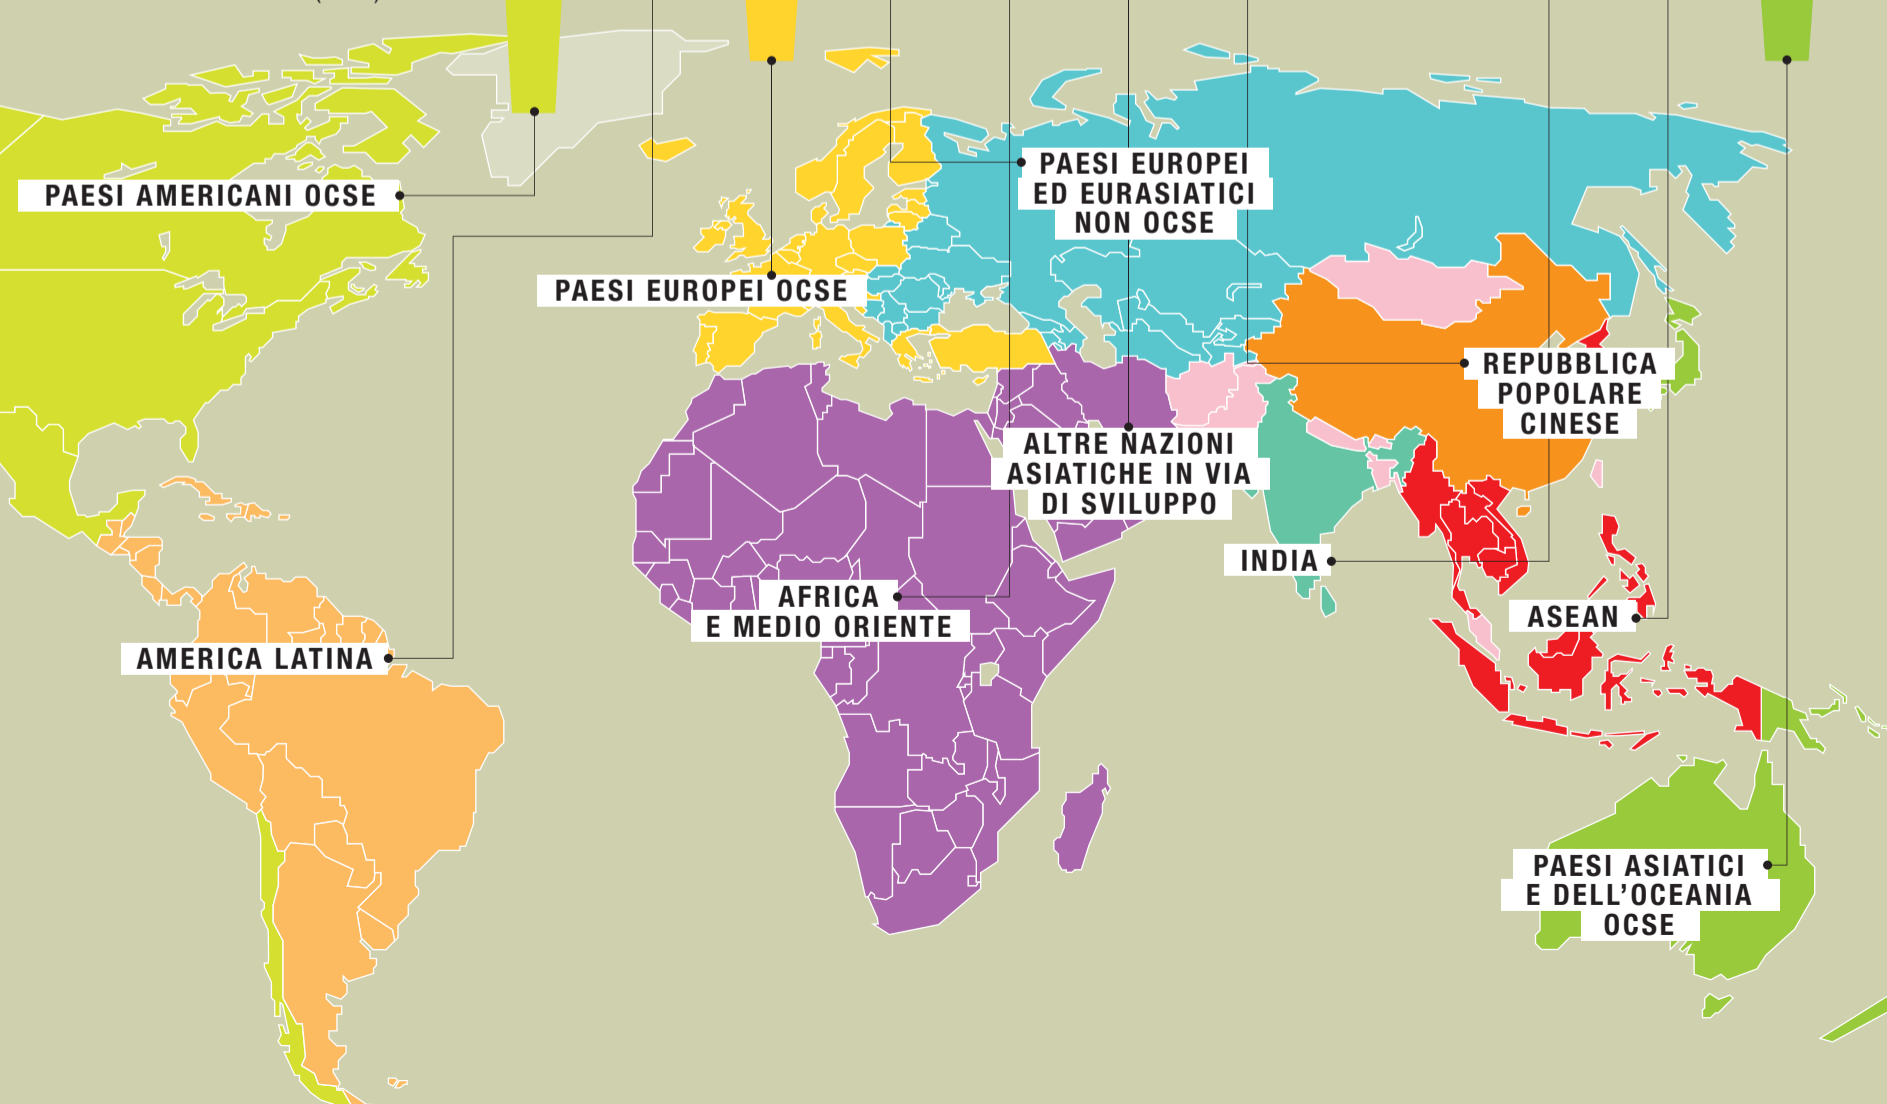 PAESI AMERICANI OCSE
PAESI EUROPEI OCSE
PAESI EUROPEI
ED EURASIATICI
NON OCSE
REPUBBLICA
POPOLARE
CINESE
ALTRE NAZIONI
ASIATICHE IN VIA
DI SVILUPPO
INDIA
AFRICA
E MEDIO ORIENTE
ASEAN
AMERICA LATINA
PAESI ASIATICI
E DELL'OCEANIA
OCSE